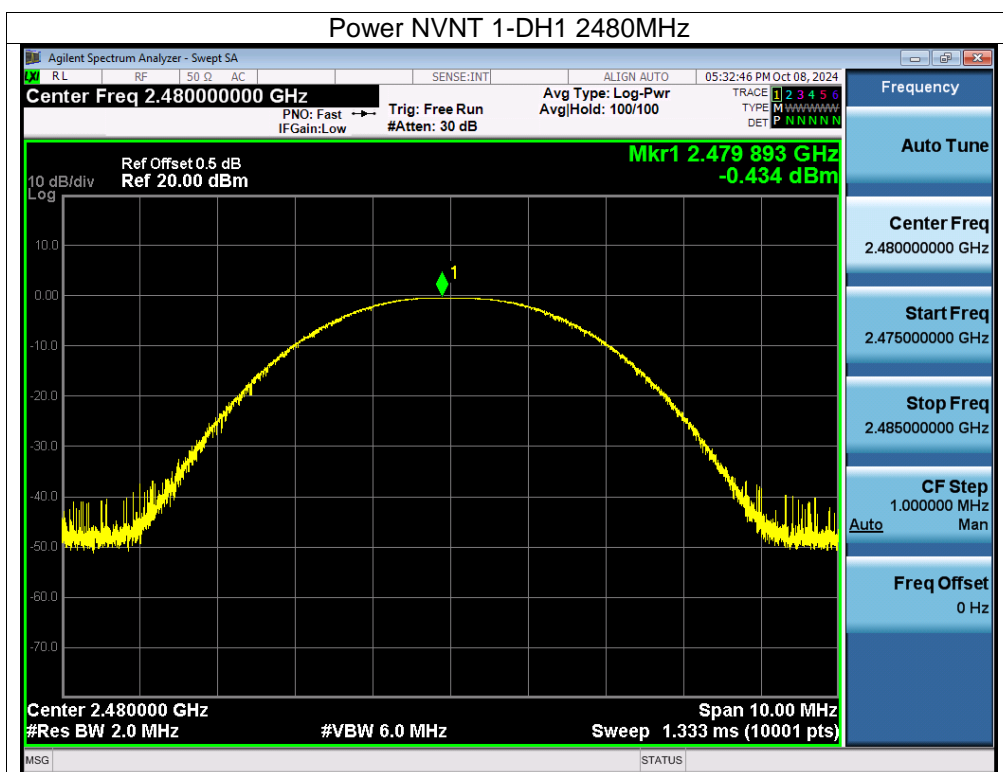 Power NVNT 1-DH1 2480MHz
Agilent Spectrum Analyzer - Swept SA
LXI RL RF 50 Ω AC SENSE:INT ALIGN AUTO 05:32:46 PM Oct 08, 2024
Center Freq 2.480000000 GHz
PNO: Fast
IFGain:Low
Trig: Free Run
#Atten: 30 dB
Avg Type: Log-Pwr
Avg|Hold: 100/100
TRACE 1 2 3 4 5 6
TYPE M WWWWW
DET P N N N N N
Mkr1 2.479 893 GHz
-0.434 dBm
Ref Offset 0.5 dB
Ref 20.00 dBm
10 dB/div
Log
10.0
0.00
-10.0
-20.0
-30.0
-40.0
-50.0
-60.0
-70.0
1
Center 2.480000 GHz
Span 10.00 MHz
#Res BW 2.0 MHz
#VBW 6.0 MHz
Sweep 1.333 ms (10001 pts)
MSG
STATUS
Frequency
Auto Tune
Center Freq
2.480000000 GHz
Start Freq
2.475000000 GHz
Stop Freq
2.485000000 GHz
CF Step
1.000000 MHz
Auto Man
Freq Offset
0 Hz